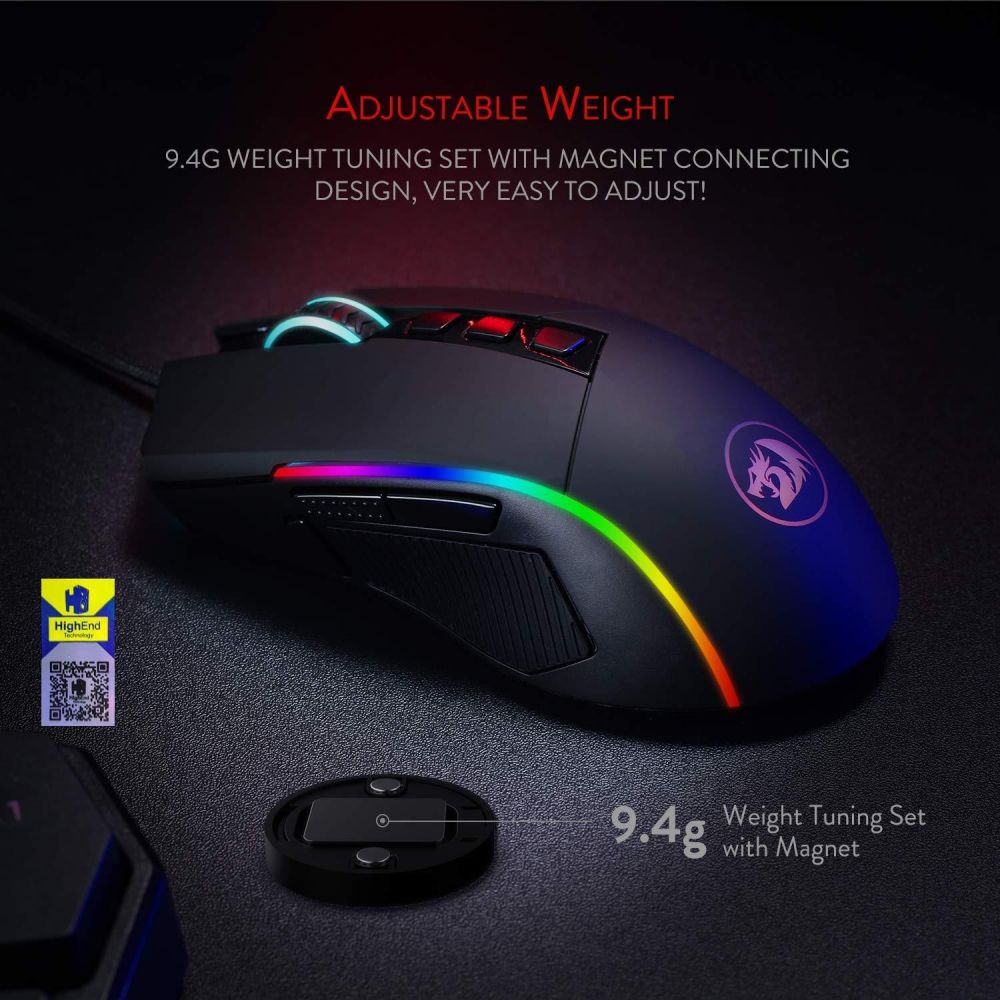 ADJUSTABLE WEIGHT
9.4G WEIGHT TUNING SET WITH MAGNET CONNECTING
DESIGN, VERY EASY TO ADJUST!
HighEnd
Technology
9.4g
Weight Tuning Set
with Magnet